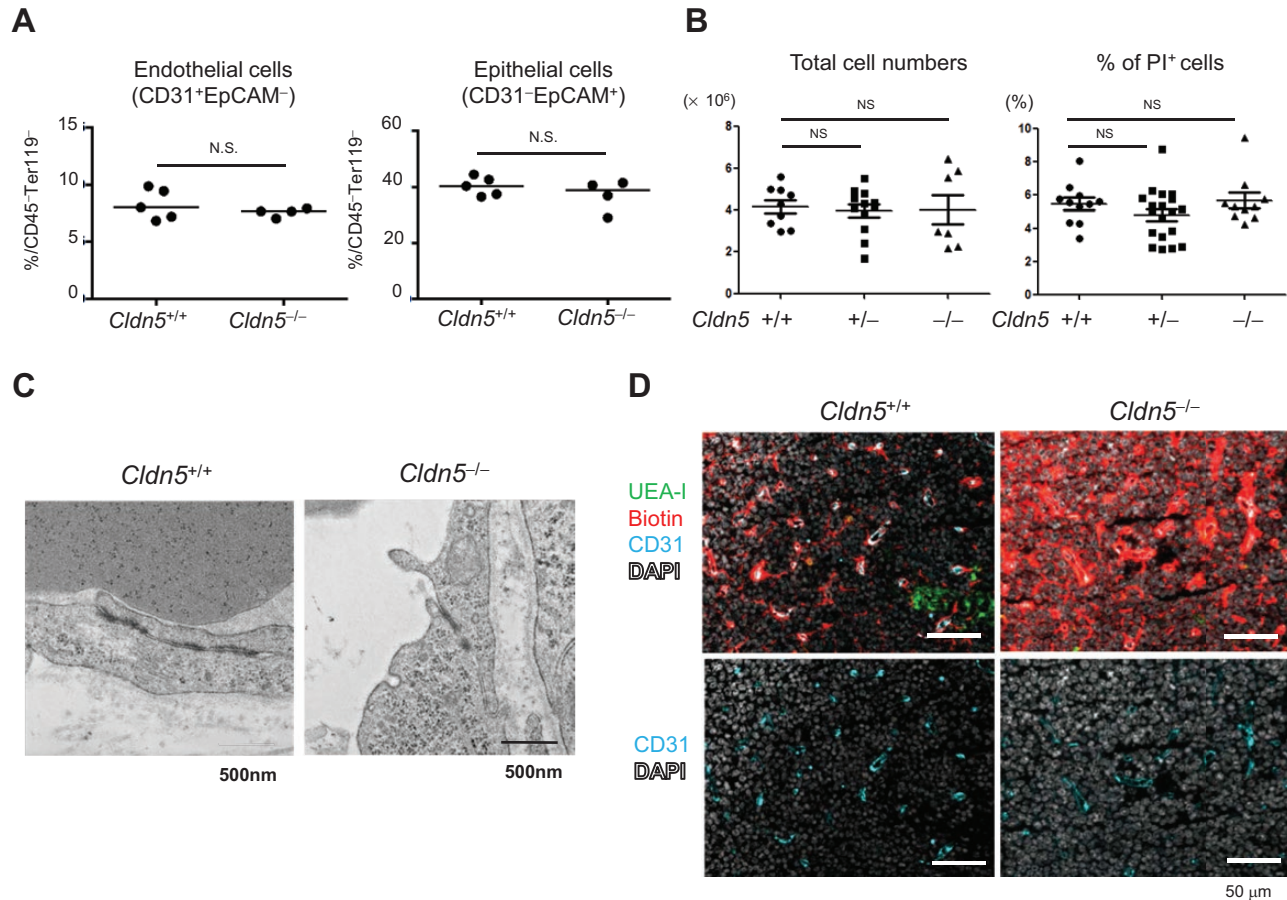 A
Endothelial cells
(CD31⁺EpCAM⁻)
%/CD45⁻Ter119⁻
15
10
5
0
N.S.
Cldn5⁺/⁺
Cldn5⁻/⁻
Epithelial cells
(CD31⁻EpCAM⁺)
%/CD45⁻Ter119⁻
60
40
20
0
N.S.
Cldn5⁺/⁺
Cldn5⁻/⁻
B
Total cell numbers
(× 10⁶)
NS
NS
8
6
4
2
0
Cldn5 +/+ +/– –/–
% of PI⁺ cells
(%)
NS
NS
10
8
6
4
2
0
Cldn5 +/+ +/– –/–
C
Cldn5⁺/⁺
Cldn5⁻/⁻
500nm
500nm
D
Cldn5⁺/⁺
Cldn5⁻/⁻
UEA-I
Biotin
CD31
DAPI
CD31
DAPI
50 μm